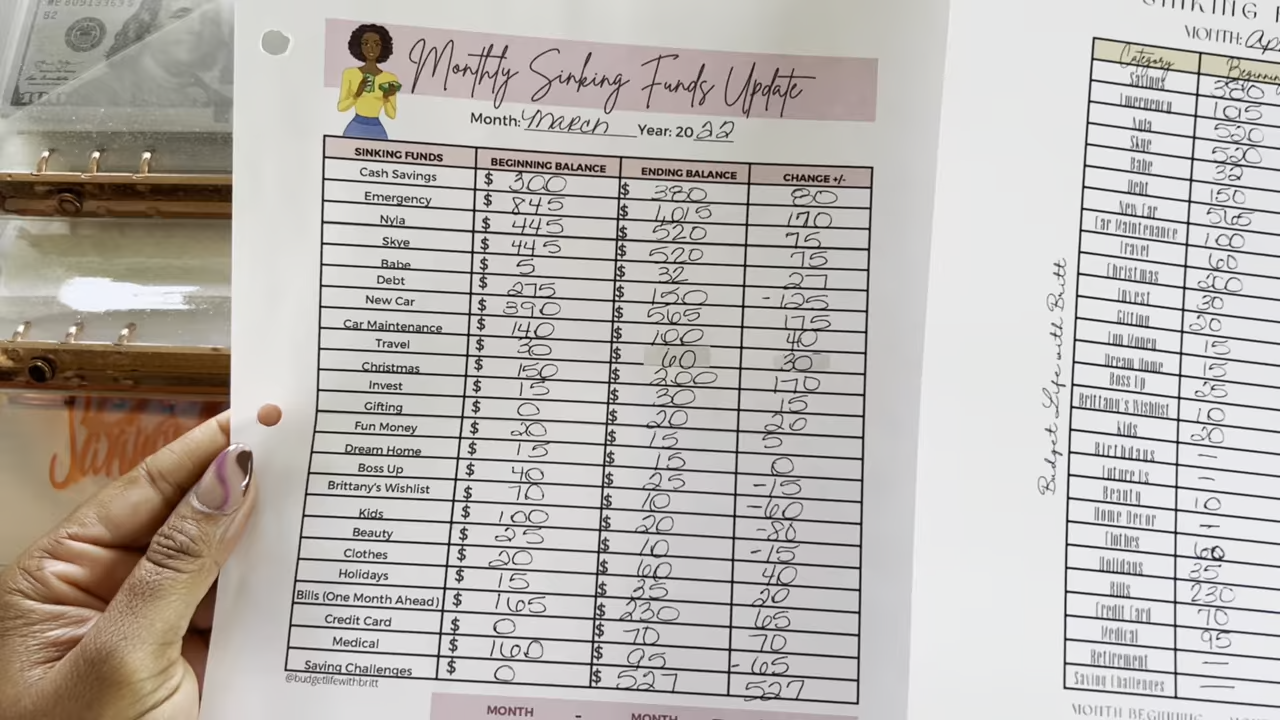 Monthly Sinking Funds Update
Month: March Year: 2022
SINKING FUNDS BEGINNING BALANCE ENDING BALANCE CHANGE +/-
Cash Savings $ 300 $ 380 80
Emergency $ 845 $ 1,015 170
Nyla $ 445 $ 520 75
Skye $ 445 $ 520 75
Babe $ 5 $ 32 27
Debt $ 275 $ 150 -125
New Car $ 390 $ 565 175
Car Maintenance $ 140 $ 100 40
Travel $ 30 $ 60 30
Christmas $ 150 $ 200 170
Invest $ 15 $ 30 15
Gifting $ 0 $ 20 20
Fun Money $ 20 $ 15 5
Dream Home $ 15 $ 15 0
Boss Up $ 40 $ 25 -15
Brittany's Wishlist $ 70 $ 10 -60
Kids $ 100 $ 20 -80
Beauty $ 25 $ 10 -15
Clothes $ 20 $ 60 40
Holidays $ 15 $ 35 20
Bills (One Month Ahead) $ 165 $ 230 65
Credit Card $ 0 $ 70 70
Medical $ 160 $ 95 -65
Saving Challenges $ 0 $ 527 527
@budgetlifewithbritt
MONTH - MONTH
Budget Life with Britt
SINKING
MONTH: Ap
Category Beginnin
Savings 380
Emergency 1015
Nyla 520
Skye 520
Babe 32
Debt 150
New Car 565
Car Maintenance 100
Travel 60
Christmas 200
Invest 30
Gifting 20
Fun Money 15
Dream Home 15
Boss Up 25
Brittany's Wishlist 10
Kids 20
Birthdays —
Future Us —
Beauty 10
Home Decor —
Clothes 60
Holidays 35
Bills 230
Credit Card 70
Medical 95
Retirement —
Saving Challenges —
MONTH BEGINNING